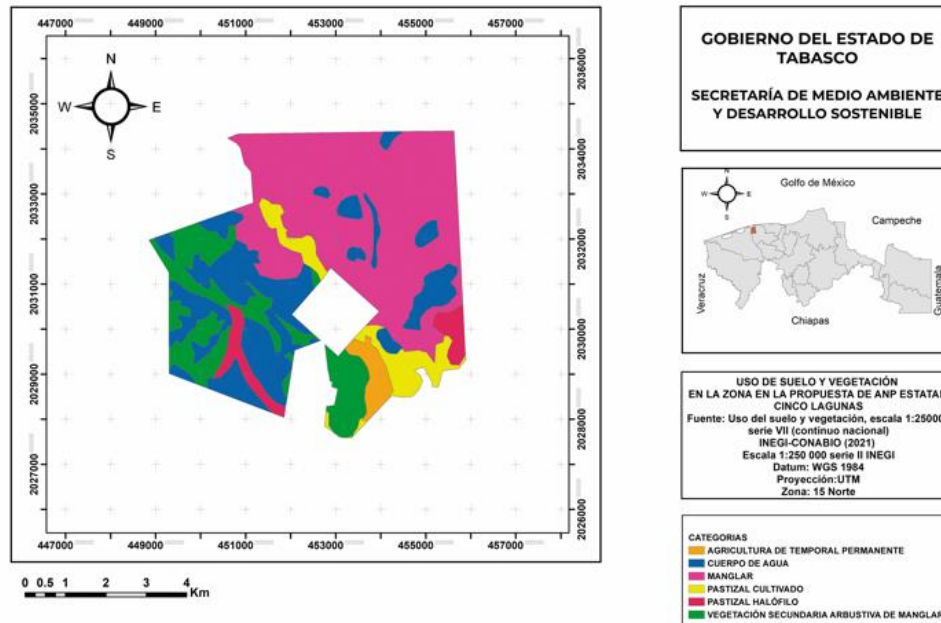 447000 449000 451000 453000 455000 457000
2035000
2033000
2031000
2029000
2027000
2036000
2034000
2032000
2030000
2028000
2026000
N
W E
S
447000 449000 451000 453000 455000 457000
0 0.5 1 2 3 4
Km
GOBIERNO DEL ESTADO DE
TABASCO
SECRETARÍA DE MEDIO AMBIENTE
Y DESARROLLO SOSTENIBLE
N
W E
S
Golfo de México
Campeche
Veracruz
Guatemala
Chiapas
USO DE SUELO Y VEGETACIÓN
EN LA ZONA EN LA PROPUESTA DE ANP ESTATAL
CINCO LAGUNAS
Fuente: Uso del suelo y vegetación, escala 1:25000
serie VII (continuo nacional)
INEGI-CONABIO (2021)
Escala 1:250 000 serie II INEGI
Datum: WGS 1984
Proyección:UTM
Zona: 15 Norte
CATEGORIAS
AGRICULTURA DE TEMPORAL PERMANENTE
CUERPO DE AGUA
MANGLAR
PASTIZAL CULTIVADO
PASTIZAL HALÓFILO
VEGETACIÓN SECUNDARIA ARBUSTIVA DE MANGLAR